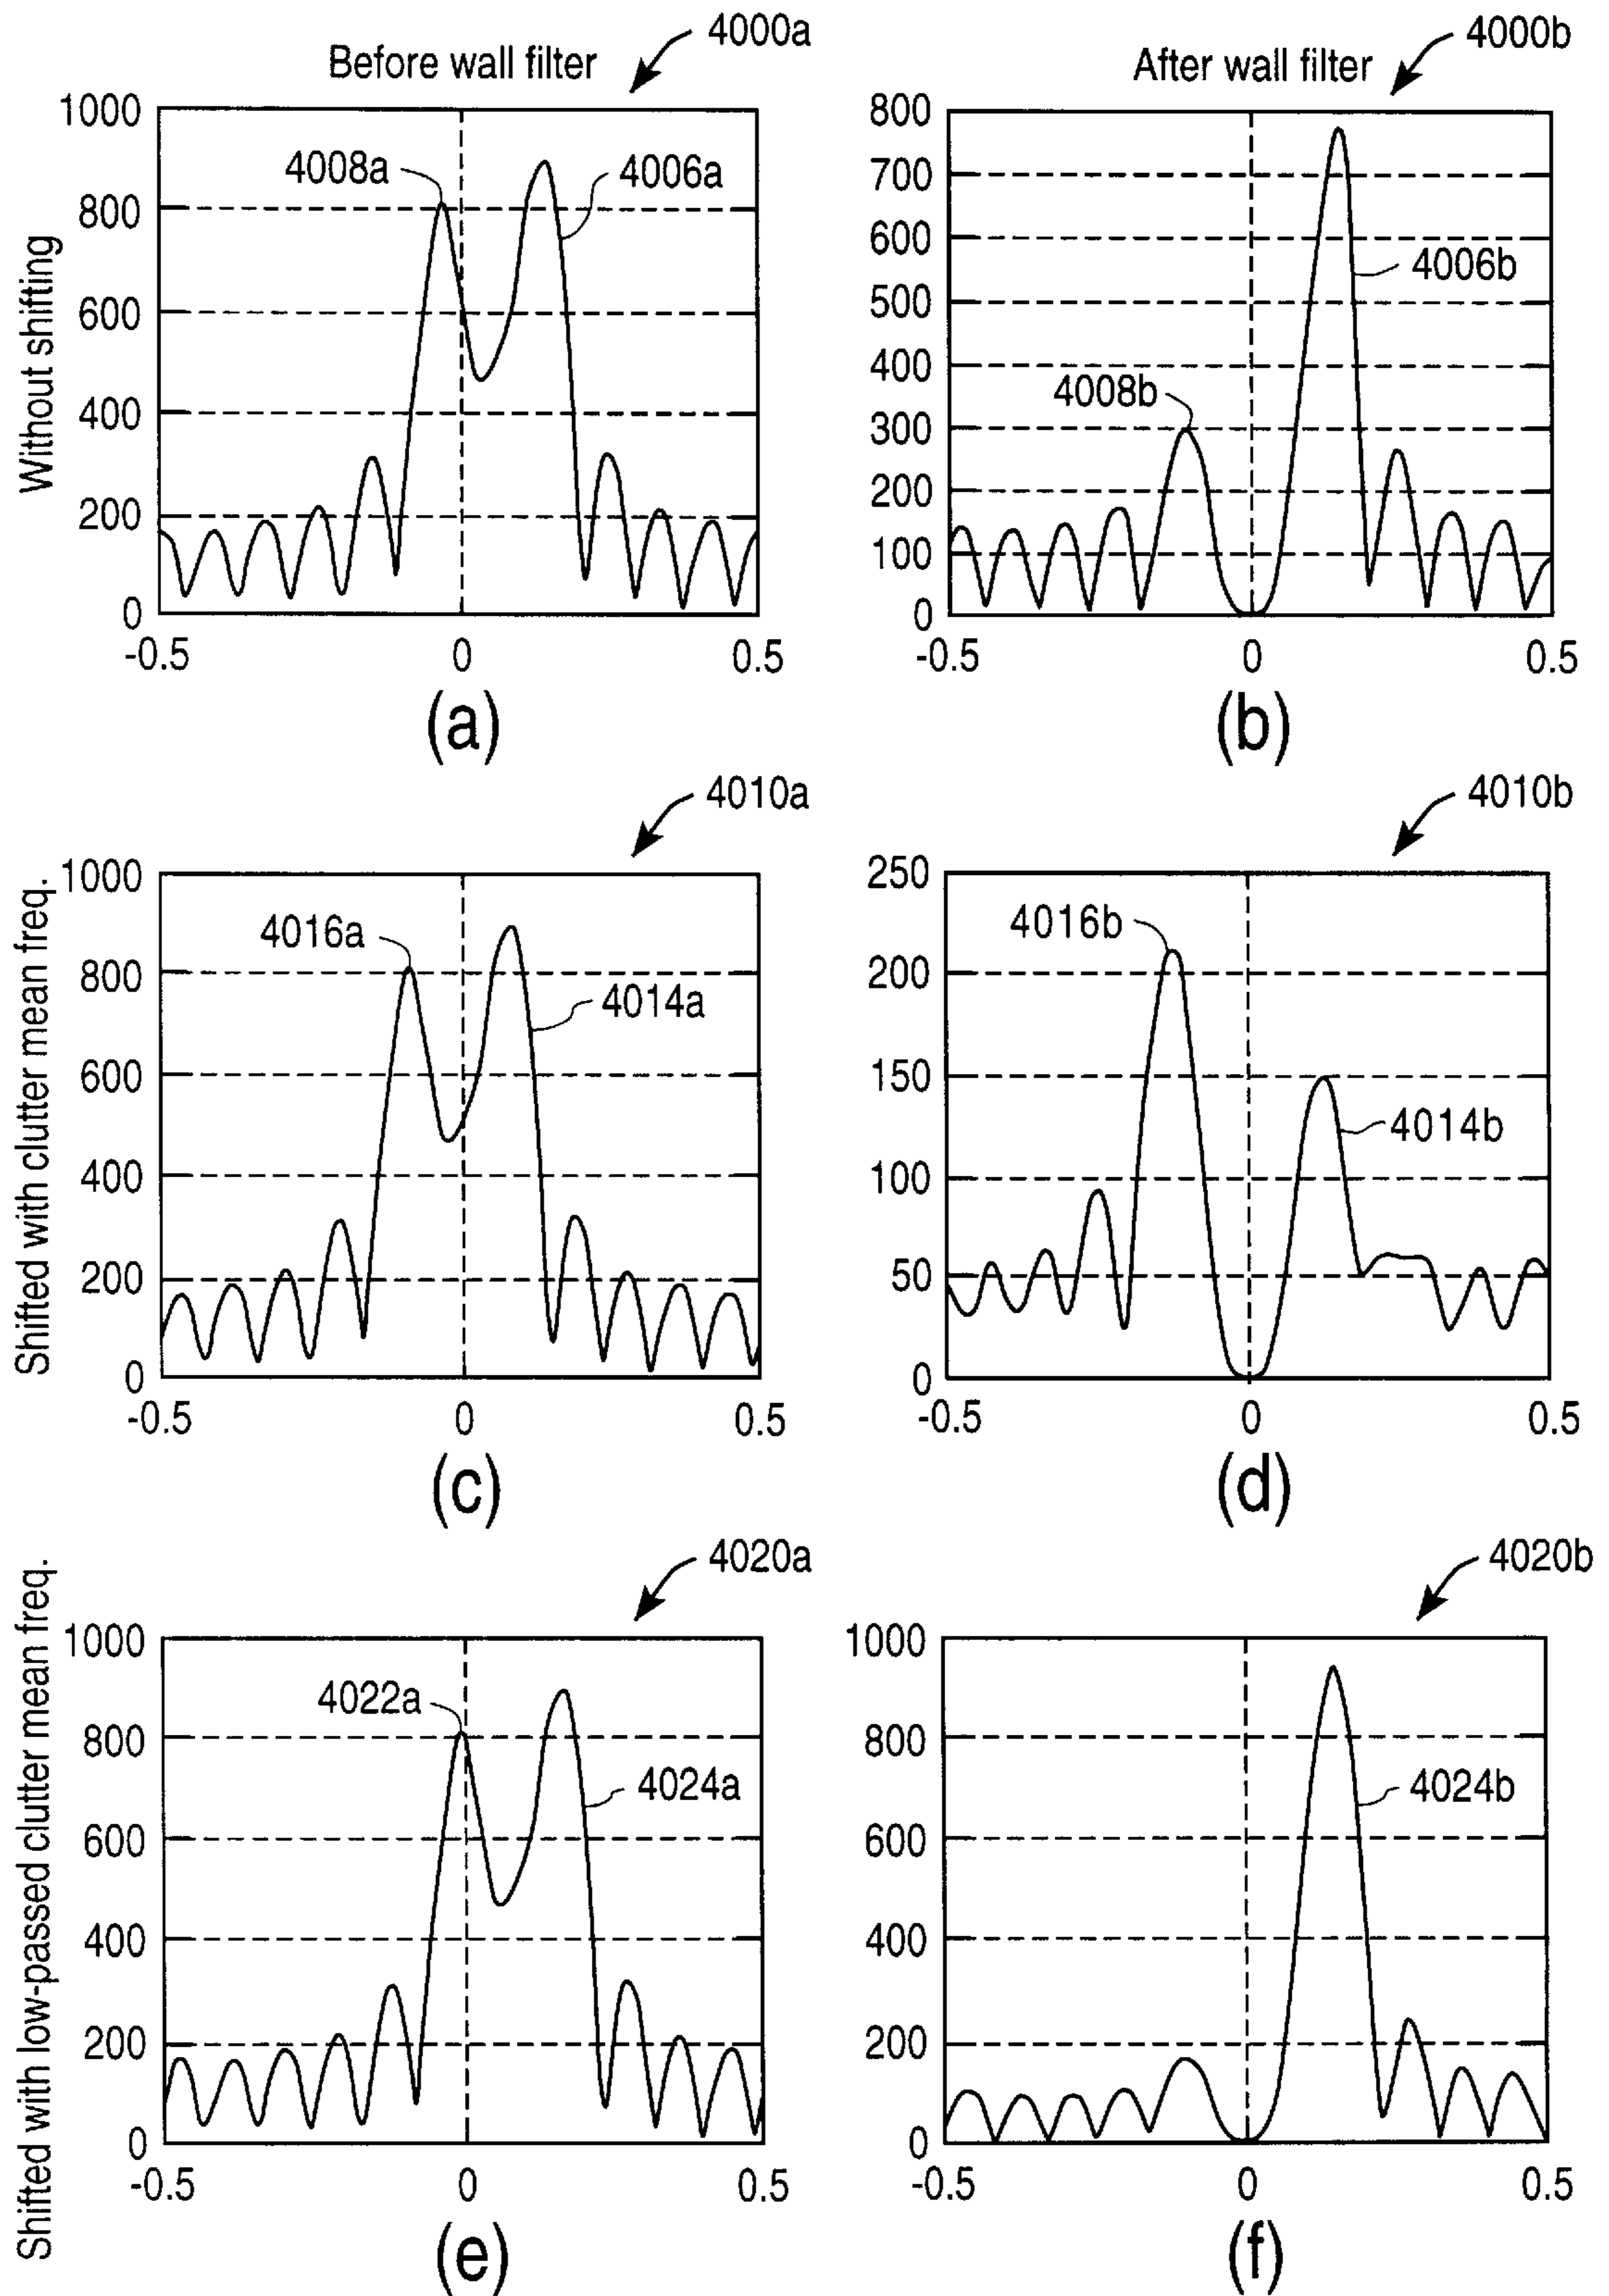 4000a
4000b
Before wall filter
After wall filter
Without shifting
1000
800
600
400
200
0
-0.5
0
0.5
4008a
4006a
(a)
800
700
600
500
400
300
200
100
0
-0.5
0
0.5
4008b
4006b
(b)
4010a
4010b
Shifted with clutter mean freq.
1000
800
600
400
200
0
-0.5
0
0.5
4016a
4014a
(c)
250
200
150
100
50
0
-0.5
0
0.5
4016b
4014b
(d)
4020a
4020b
Shifted with low-passed clutter mean freq.
1000
800
600
400
200
0
-0.5
0
0.5
4022a
4024a
(e)
1000
800
600
400
200
0
-0.5
0
0.5
4024b
(f)